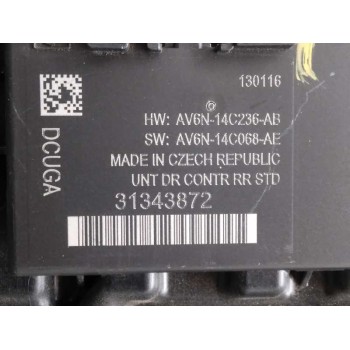 130116
HW: AV6N-14C236-AB
SW: AV6N-14C068-AE
MADE IN CZECH REPUBLIC
UNT DR CONTR RR STD
31343872
DCUGA